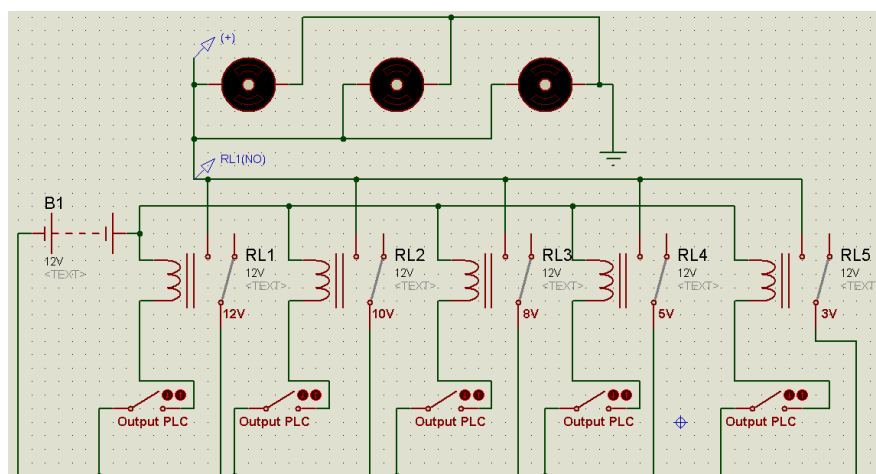 (+)
RL1(NO)
B1
12V
<TEXT>
RL1
12V
<TEXT>
12V
RL2
12V
<TEXT>
10V
RL3
12V
<TEXT>
8V
RL4
12V
<TEXT>
5V
RL5
12V
<TEXT>
3V
Output PLC
Output PLC
Output PLC
Output PLC
Output PLC